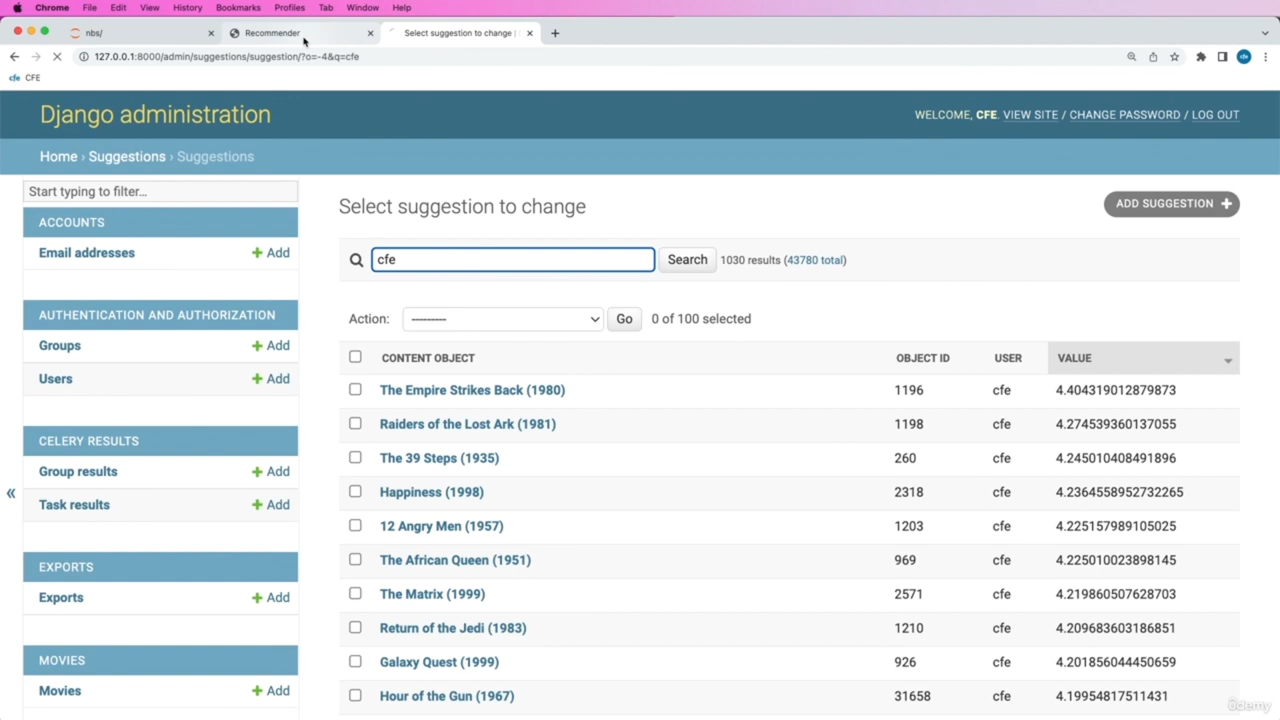 Chrome File Edit View History Bookmarks Profiles Tab Window Help
nbs/ Recommender Select suggestion to change |
127.0.0.1:8000/admin/suggestions/suggestion/?o=-4&q=cfe
cfe CFE
Django administration
WELCOME, CFE. VIEW SITE / CHANGE PASSWORD / LOG OUT
Home › Suggestions › Suggestions
Start typing to filter...
ACCOUNTS
Email addresses + Add
AUTHENTICATION AND AUTHORIZATION
Groups + Add
Users + Add
CELERY RESULTS
Group results + Add
Task results + Add
EXPORTS
Exports + Add
MOVIES
Movies + Add
«
Select suggestion to change
ADD SUGGESTION +
cfe Search 1030 results (43780 total)
Action: --------- Go 0 of 100 selected
CONTENT OBJECT OBJECT ID USER VALUE
The Empire Strikes Back (1980) 1196 cfe 4.404319012879873
Raiders of the Lost Ark (1981) 1198 cfe 4.274539360137055
The 39 Steps (1935) 260 cfe 4.245010408491896
Happiness (1998) 2318 cfe 4.2364558952732265
12 Angry Men (1957) 1203 cfe 4.225157989105025
The African Queen (1951) 969 cfe 4.225010023898145
The Matrix (1999) 2571 cfe 4.219860507628703
Return of the Jedi (1983) 1210 cfe 4.209683603186851
Galaxy Quest (1999) 926 cfe 4.201856044450659
Hour of the Gun (1967) 31658 cfe 4.19954817511431
ûdemy